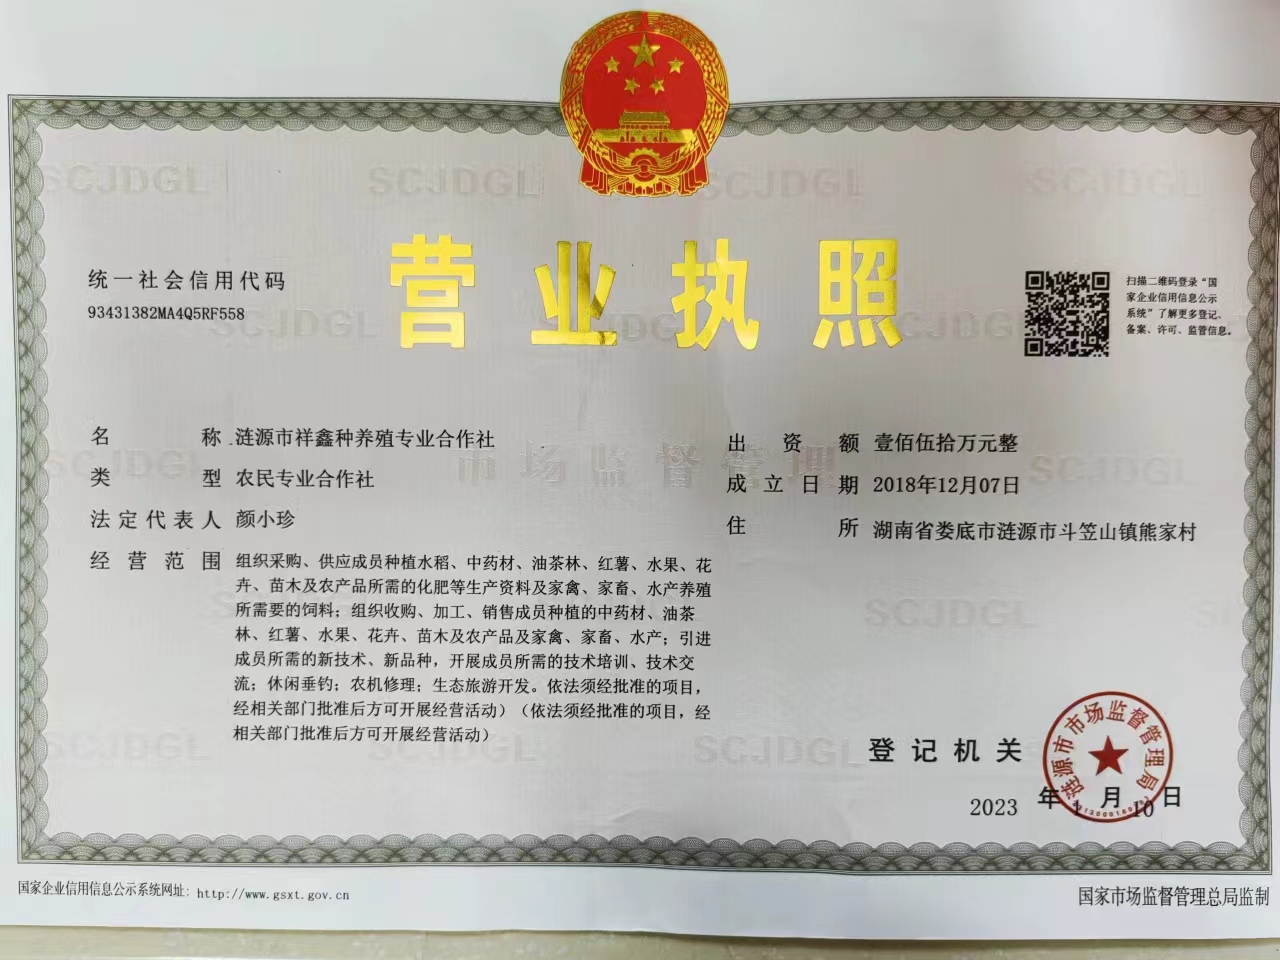 营业执照
统一社会信用代码
93431382MA4Q5RF558
扫描二维码登录“国
家企业信用信息公示
系统”了解更多登记、
备案、许可、监管信息。
名称 涟源市祥鑫种养殖专业合作社
类型 农民专业合作社
法定代表人 颜小珍
经营范围 组织采购、供应成员种植水稻、中药材、油茶林、红薯、水果、花
卉、苗木及农产品所需的化肥等生产资料及家禽、家畜、水产养殖
所需要的饲料；组织收购、加工、销售成员种植的中药材、油茶
林、红薯、水果、花卉、苗木及农产品及家禽、家畜、水产；引进
成员所需的新技术、新品种，开展成员所需的技术培训、技术交
流；休闲垂钓；农机修理；生态旅游开发。依法须经批准的项目，
经相关部门批准后方可开展经营活动）（依法须经批准的项目，经
相关部门批准后方可开展经营活动）
出资额 壹佰伍拾万元整
成立日期 2018年12月07日
住所 湖南省娄底市涟源市斗笠山镇熊家村
市场监督管理
SCJDGL
登记机关
涟源市市场监督管理局
2023年1月10日
国家企业信用信息公示系统网址：http://www.gsxt.gov.cn
国家市场监督管理总局监制